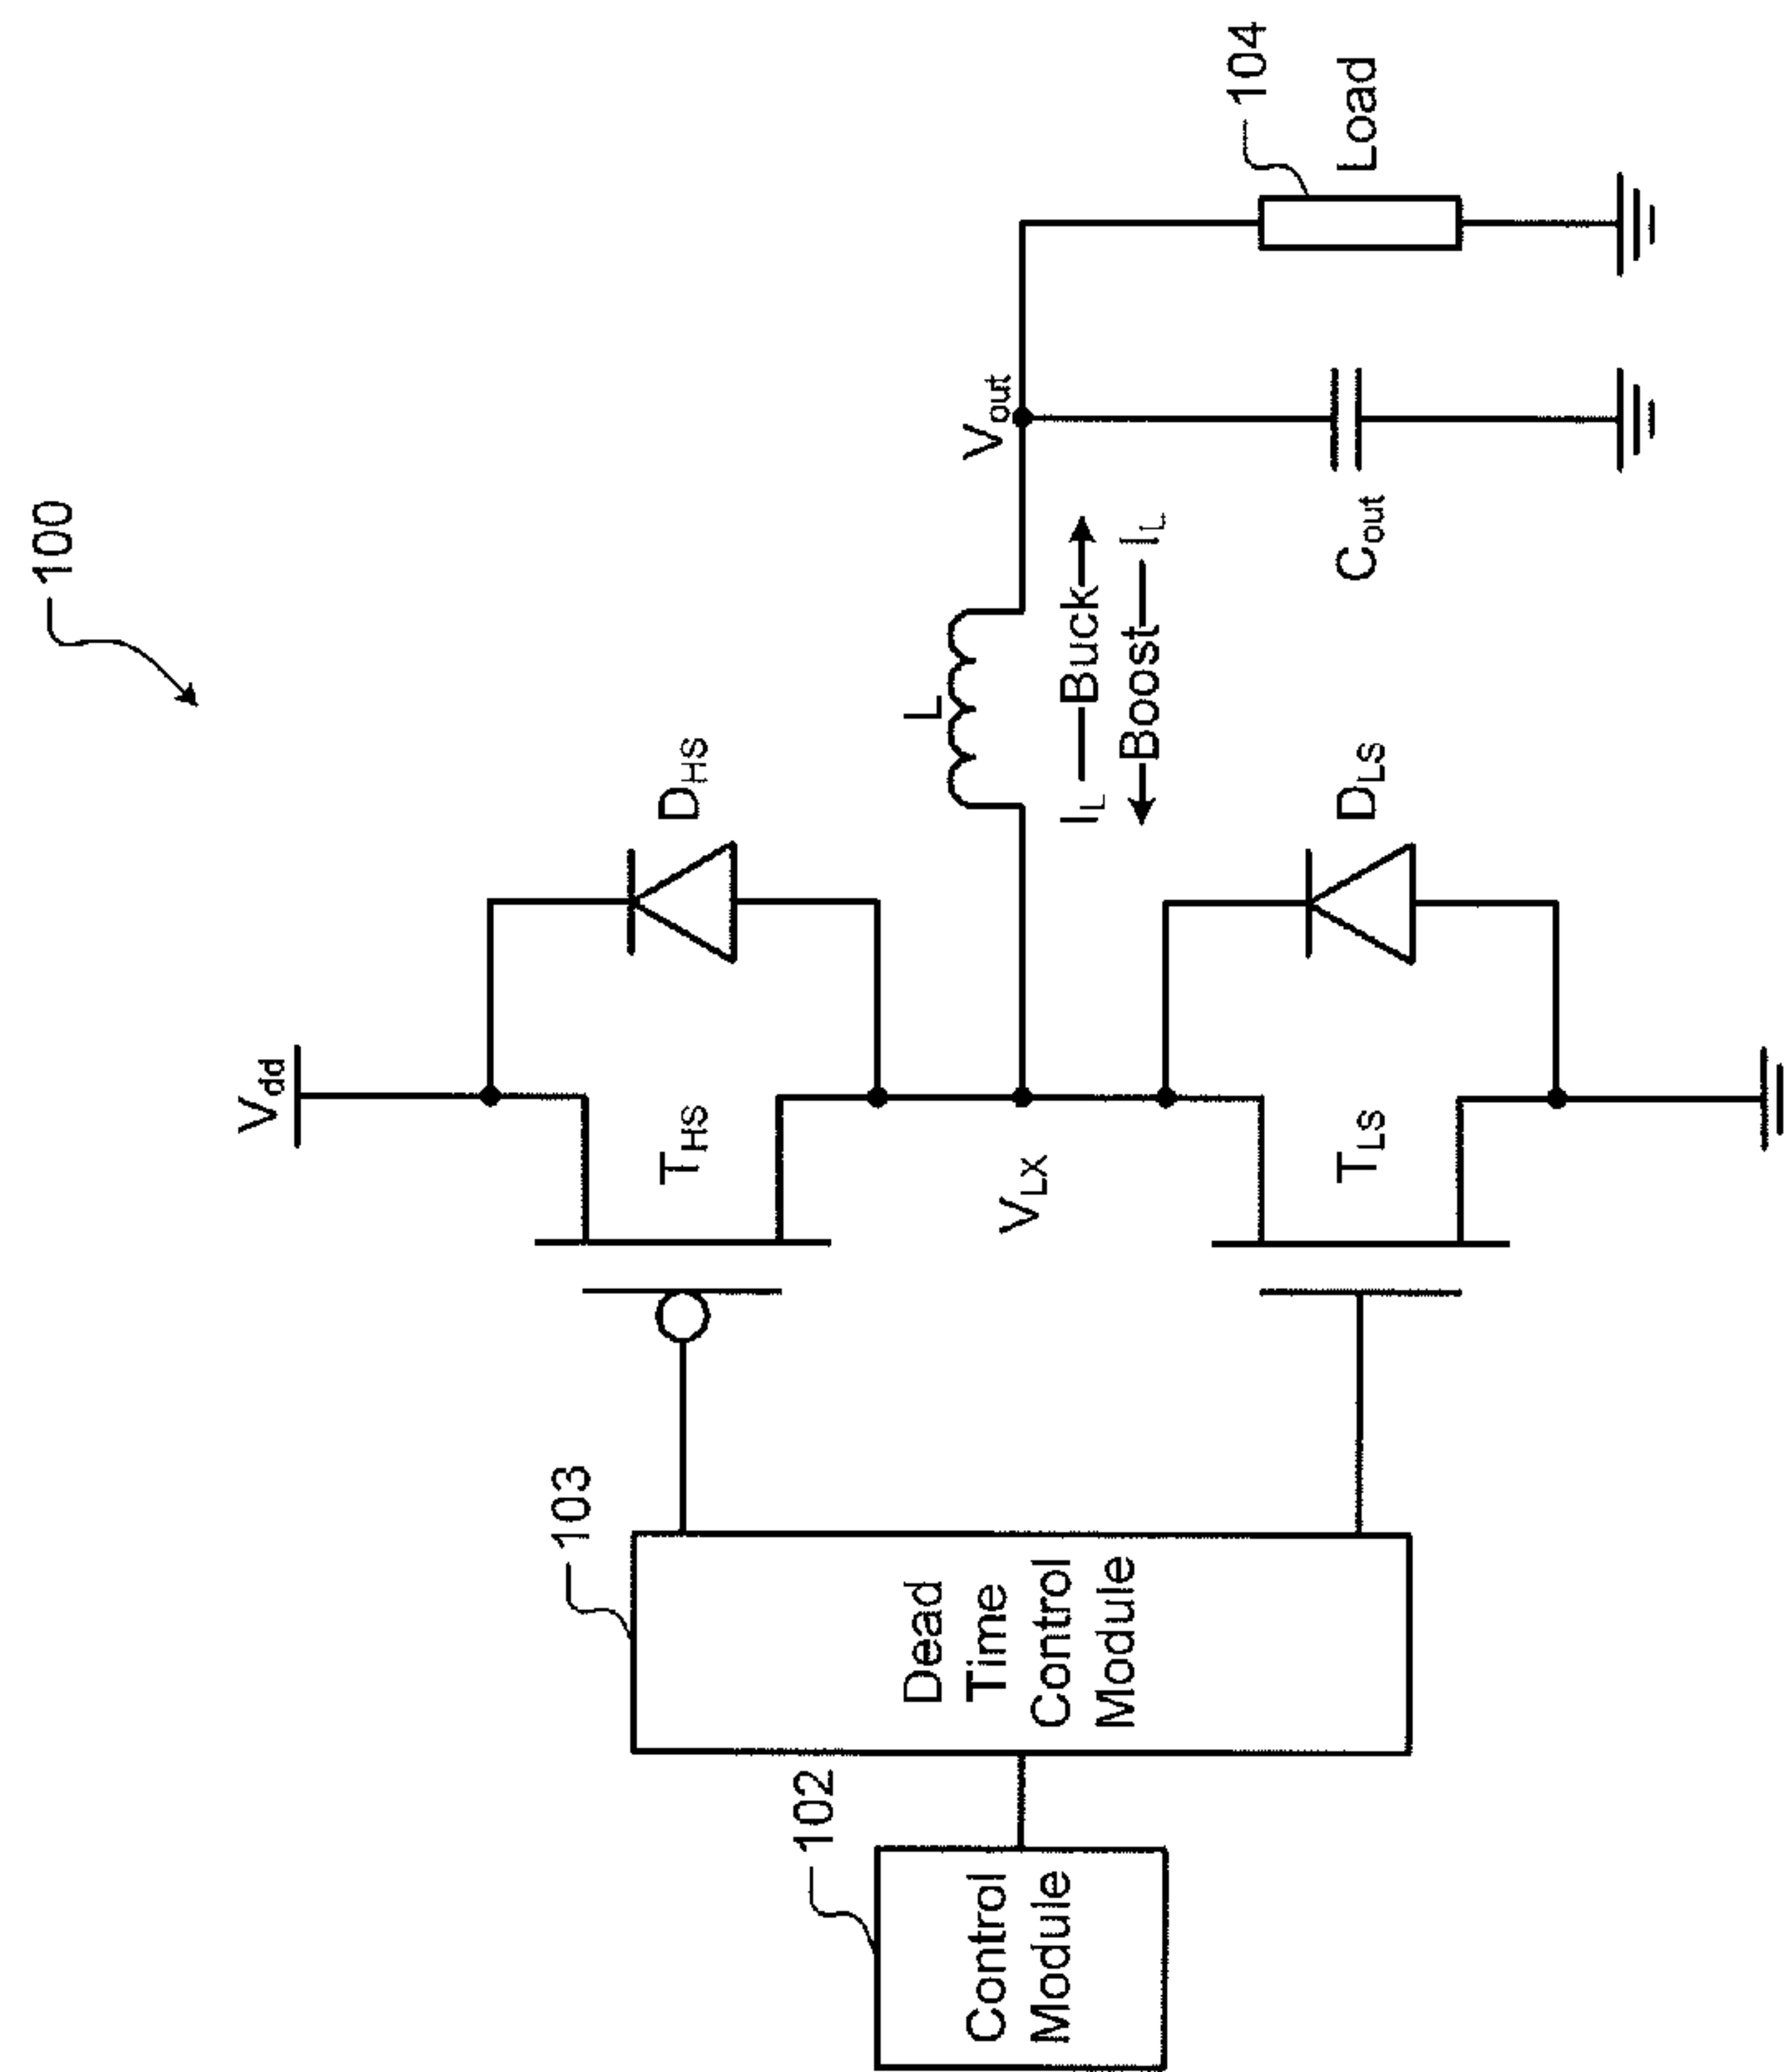 100
V_dd
T_HS
D_HS
103
102
Control
Module
Dead
Time
Control
Module
V_LX
L
V_out
I_L Buck
Boost I_L
104
Load
C_out
T_LS
D_LS